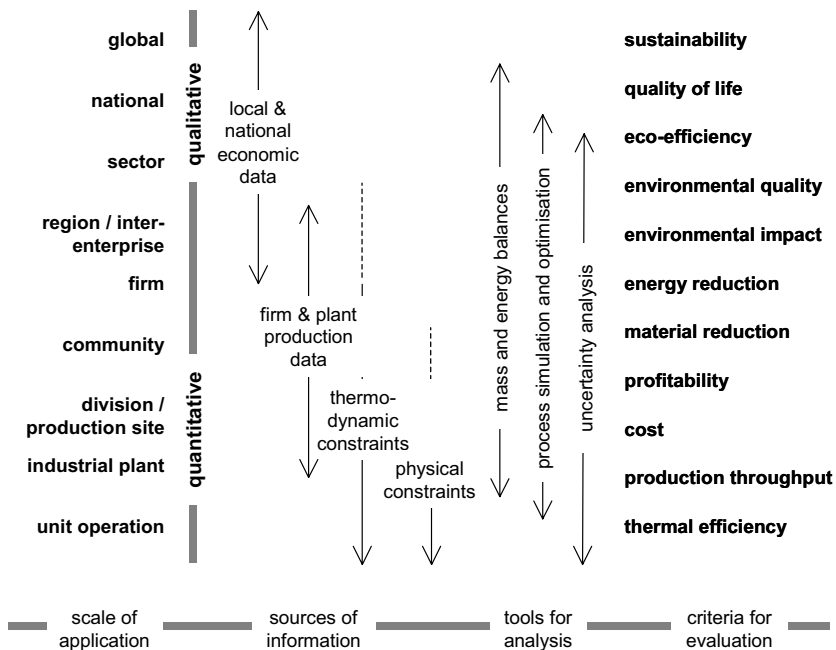 global
national
sector
region / inter-
enterprise
firm
community
division /
production site
industrial plant
unit operation
qualitative
quantitative
local &
national
economic
data
firm & plant
production
data
thermo-
dynamic
constraints
physical
constraints
mass and energy balances
process simulation and optimisation
uncertainty analysis
sustainability
quality of life
eco-efficiency
environmental quality
environmental impact
energy reduction
material reduction
profitability
cost
production throughput
thermal efficiency
scale of
application
sources of
information
tools for
analysis
criteria for
evaluation